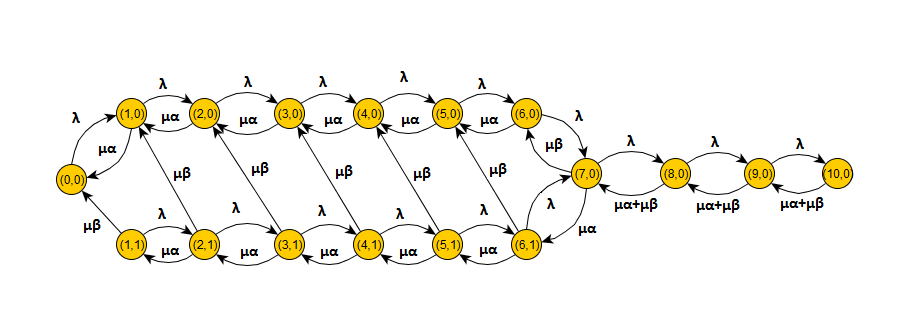 λ λ λ λ λ
(1,0) (2,0) (3,0) (4,0) (5,0) (6,0)
λ μα μα μα μα μα λ
μα μβ λ λ λ
(0,0) μβ μβ μβ μβ μβ (7,0) (8,0) (9,0) (10,0)
μα+μβ μα+μβ μα+μβ
μβ λ λ λ λ λ λ μα
(1,1) (2,1) (3,1) (4,1) (5,1) (6,1)
μα μα μα μα μα